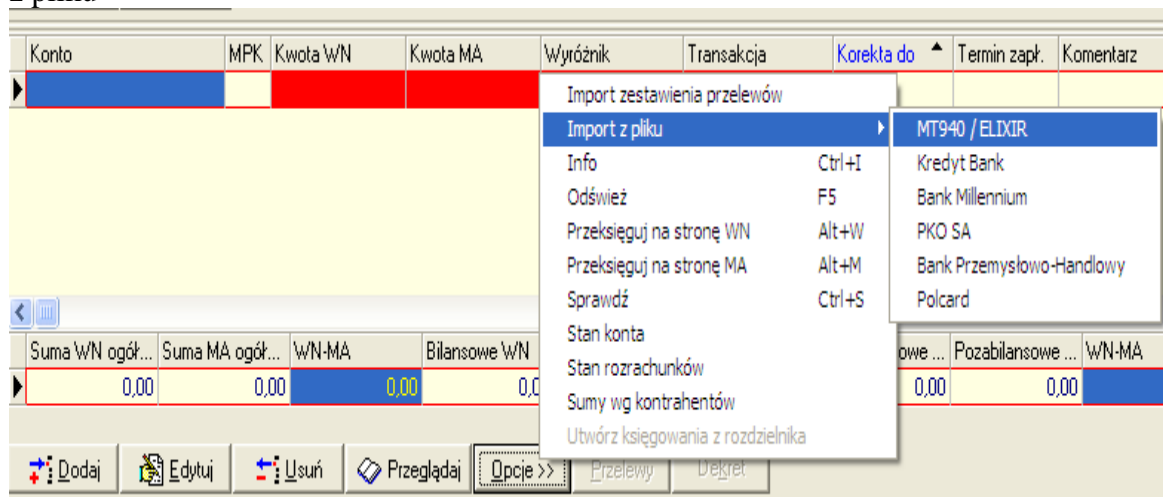 z pliku
Konto MPK Kwota WN Kwota MA Wyróżnik Transakcja Korekta do Termin zapł. Komentarz
Import zestawienia przelewów
Import z pliku MT940 / ELIXIR
Info Ctrl+I Kredyt Bank
Odśwież F5 Bank Millennium
Przeksięguj na stronę WN Alt+W PKO SA
Przeksięguj na stronę MA Alt+M Bank Przemysłowo-Handlowy
Sprawdź Ctrl+S Polcard
Stan konta
Suma WN ogół... Suma MA ogół... WN-MA Bilansowe WN owe ... Pozabilansowe ... WN-MA
Stan rozrachunków
0,00 0,00 0,00 0,0 0,00 0,00
Sumy wg kontrahentów
Utwórz księgowania z rozdzielnika
Dodaj Edytuj Usuń Przeglądaj Opcje >> Przelewy Dekret